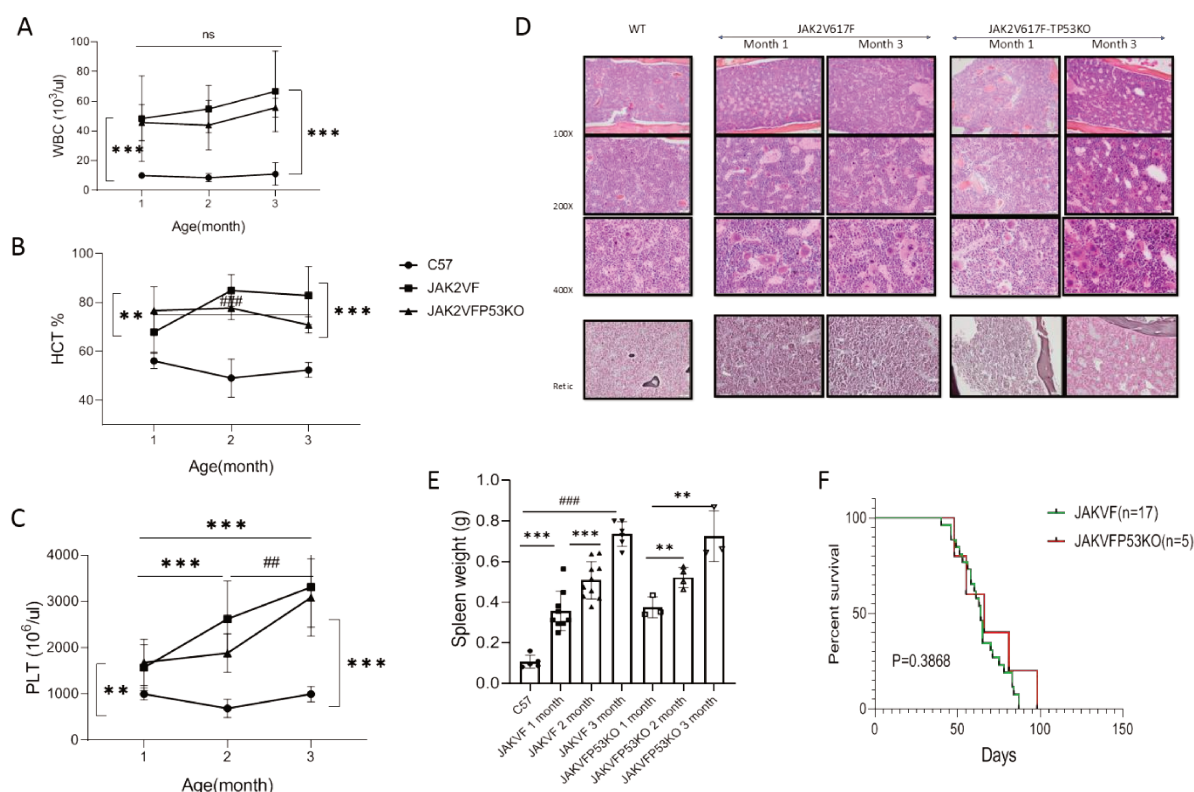 A
ns
WBC (10³/ul)
100
80
60
40
20
0
***
***
1
2
3
Age(month)
B
HCT %
100
80
60
40
**
###
***
1
2
3
Age(month)
C57
JAK2VF
JAK2VFP53KO
C
***
***
##
PLT (10⁶/ul)
4000
3000
2000
1000
0
**
***
1
2
3
Age(month)
D
WT
JAK2V617F
JAK2V617F-TP53KO
Month 1
Month 3
Month 1
Month 3
100X
200X
400X
Retic
E
Spleen weight (g)
1.0
0.8
0.6
0.4
0.2
0.0
###
***
***
**
**
C57
JAKVF 1 month
JAKVF 2 month
JAKVF 3 month
JAKVFP53KO 1 month
JAKVFP53KO 2 month
JAKVFP53KO 3 month
F
JAKVF(n=17)
JAKVFP53KO(n=5)
Percent survival
100
50
0
P=0.3868
0
50
100
150
Days